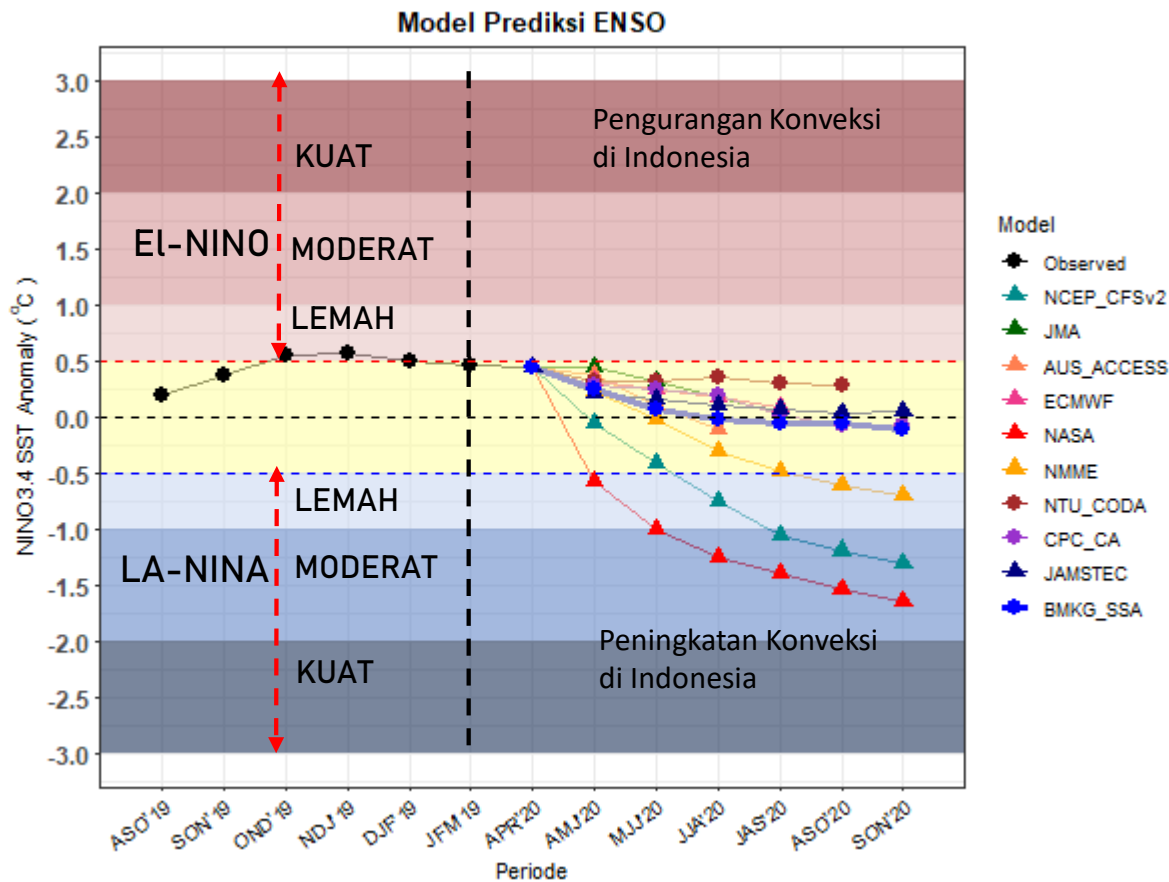 Model Prediksi ENSO
NINO3.4 SST Anomaly (°C)
3.0
2.5
2.0
1.5
1.0
0.5
0.0
-0.5
-1.0
-1.5
-2.0
-2.5
-3.0
Pengurangan Konveksi
di Indonesia
KUAT
El-NINO
MODERAT
LEMAH
LEMAH
LA-NINA
MODERAT
KUAT
Peningkatan Konveksi
di Indonesia
ASO'19
SON'19
OND'19
NDJ'19
DJF'19
JFM'19
APR'20
AMJ'20
MJJ'20
JJA'20
JAS'20
ASO'20
SON'20
Periode
Model
Observed
NCEP_CFSv2
JMA
AUS_ACCESS
ECMWF
NASA
NMME
NTU_CODA
CPC_CA
JAMSTEC
BMKG_SSA